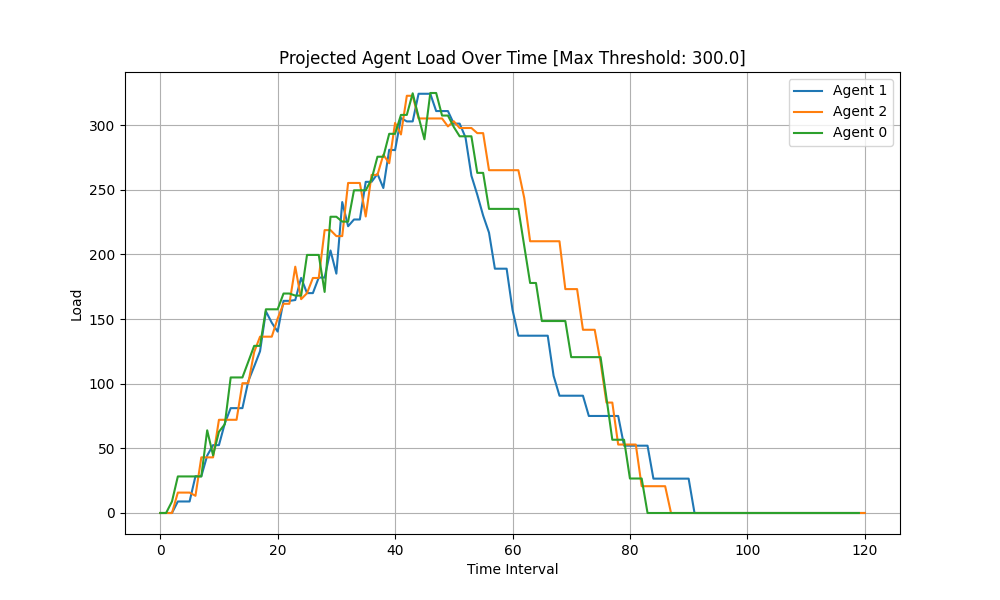 Projected Agent Load Over Time [Max Threshold: 300.0]
Agent 1
Agent 2
Agent 0
Load
300
250
200
150
100
50
0
0 20 40 60 80 100 120
Time Interval